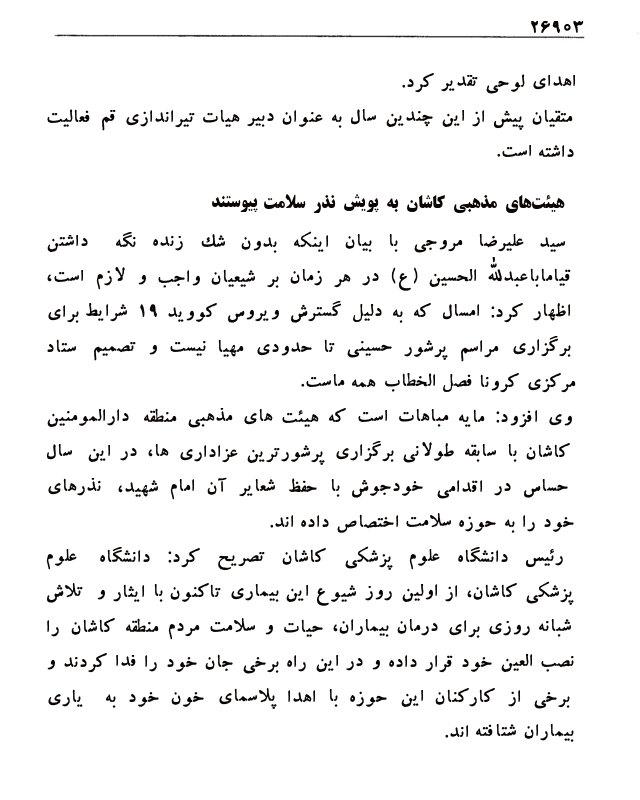 ۲۶۹۰۳
اهدای لوحی تقدیر کرد.
متقیان پیش از این چندین سال به عنوان دبیر هیات تیراندازی قم فعالیت
داشته است.
هیئت‌های مذهبی کاشان به پویش نذر سلامت پیوستند
سید علیرضا مروجی با بیان اینکه بدون شك زنده نگه داشتن
قیاماباعبدلله الحسین (ع) در هر زمان بر شیعیان واجب و لازم است،
اظهار کرد: امسال که به دلیل گسترش ویروس کووید ۱۹ شرایط برای
برگزاری مراسم پرشور حسینی تا حدودی مهیا نیست و تصمیم ستاد
مرکزی کرونا فصل الخطاب همه ماست.
وی افزود: مایه مباهات است که هیئت های مذهبی منطقه دارالمومنین
کاشان با سابقه طولانی برگزاری پرشورترین عزاداری ها، در این سال
حساس در اقدامی خودجوش با حفظ شعایر آن امام شهید، نذرهای
خود را به حوزه سلامت اختصاص داده اند.
رئیس دانشگاه علوم پزشکی کاشان تصریح کرد: دانشگاه علوم
پزشکی کاشان، از اولین روز شیوع این بیماری تاکنون با ایثار و تلاش
شبانه روزی برای درمان بیماران، حیات و سلامت مردم منطقه کاشان را
نصب العین خود قرار داده و در این راه برخی جان خود را فدا کردند و
برخی از کارکنان این حوزه با اهدا پلاسمای خون خود به یاری
بیماران شتافته اند.